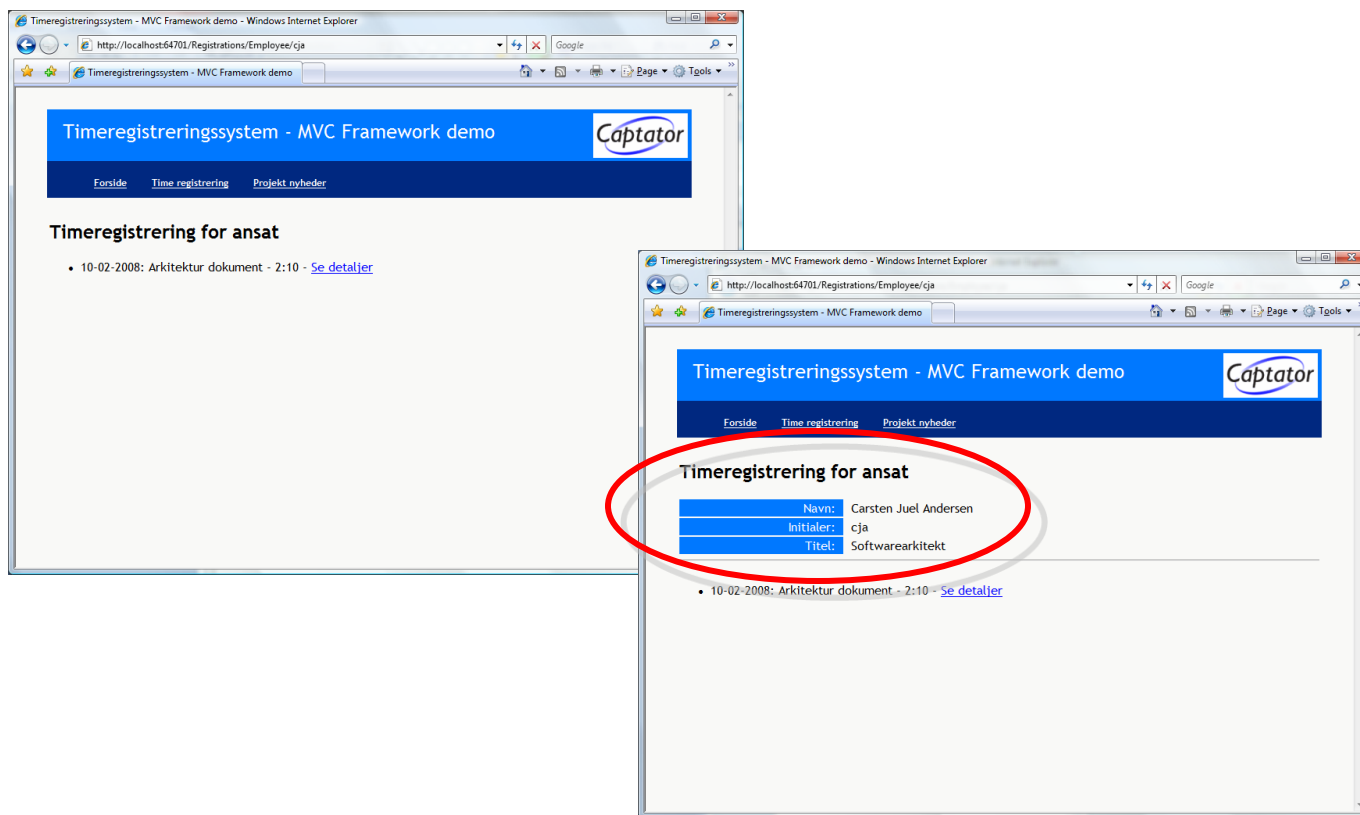 Timeregistreringssystem - MVC Framework demo - Windows Internet Explorer
http://localhost:64701/Registrations/Employee/cja
Google
Timeregistreringssystem - MVC Framework demo
Page
Tools
Timeregistreringssystem - MVC Framework demo
Captator
Forside Time registrering Projekt nyheder
Timeregistrering for ansat
• 10-02-2008: Arkitektur dokument - 2:10 - Se detaljer
Timeregistreringssystem - MVC Framework demo - Windows Internet Explorer
http://localhost:64701/Registrations/Employee/cja
Google
Timeregistreringssystem - MVC Framework demo
Page
Tools
Timeregistreringssystem - MVC Framework demo
Captator
Forside Time registrering Projekt nyheder
Timeregistrering for ansat
Navn: Carsten Juel Andersen
Initialer: cja
Titel: Softwarearkitekt
• 10-02-2008: Arkitektur dokument - 2:10 - Se detaljer